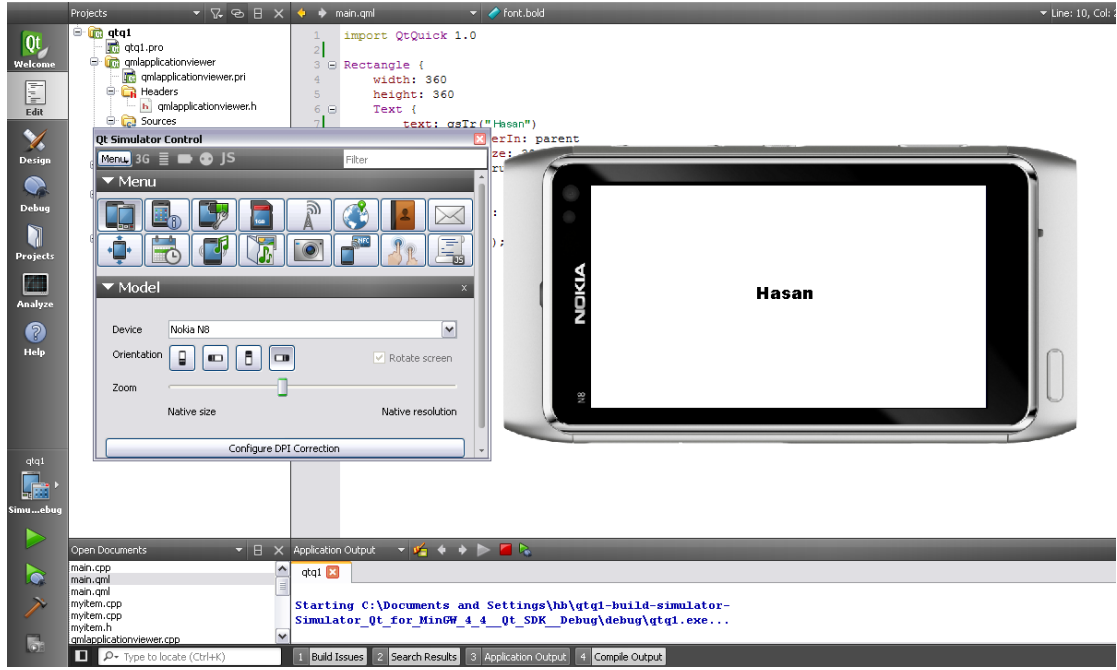 Projects
main.qml
font.bold
Line: 10, Col:
Qt
Welcome
Edit
Design
Debug
Projects
Analyze
Help
qtq1
Simu...ebug
qtq1
qtq1.pro
qmlapplicationviewer
qmlapplicationviewer.pri
Headers
h qmlapplicationviewer.h
Sources
1 import QtQuick 1.0
2
3 Rectangle {
4 width: 360
5 height: 360
6 Text {
7 text: qsTr("Hasan")
erIn: parent
Qt Simulator Control
Menu 3G JS
Filter
Menu
1GB
NFC
JS
Model x
Device Nokia N8
Orientation
Rotate screen
Zoom
Native size Native resolution
Configure DPI Correction
NOKIA
N8
Hasan
Open Documents
main.cpp
main.qml
main.qml
myitem.cpp
myitem.cpp
myitem.h
qmlapplicationviewer.cpp
Application Output
qtq1
Starting C:\Documents and Settings\hb\qtq1-build-simulator-
Simulator_Qt_for_MinGW_4_4__Qt_SDK__Debug\debug\qtq1.exe...
Type to locate (Ctrl+K)
1 Build Issues 2 Search Results 3 Application Output 4 Compile Output